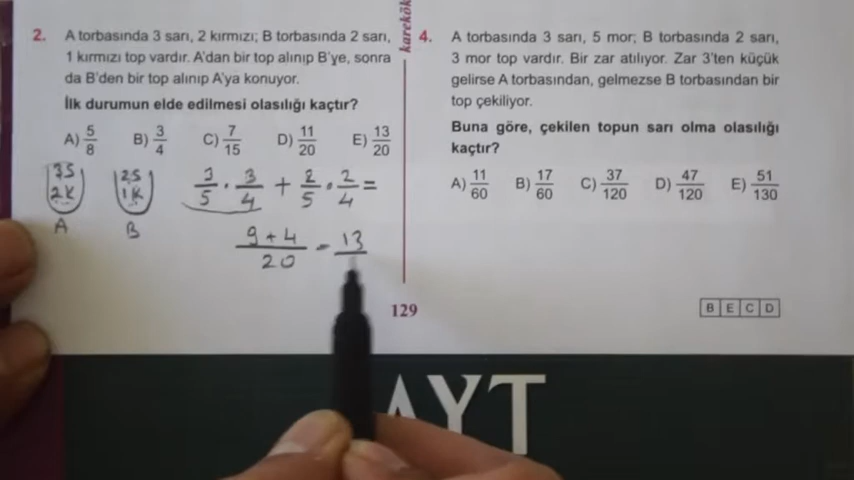 2. A torbasında 3 sarı, 2 kırmızı; B torbasında 2 sarı,
1 kırmızı top vardır. A'dan bir top alınıp B'ye, sonra
da B'den bir top alınıp A'ya konuyor.
İlk durumun elde edilmesi olasılığı kaçtır?
A) 5/8 B) 3/4 C) 7/15 D) 11/20 E) 13/20
3S 2K
A
2S 1K
B
3/5 · 3/4 + 2/5 · 2/4 =
9+4/20 = 13
karekök
4. A torbasında 3 sarı, 5 mor; B torbasında 2 sarı,
3 mor top vardır. Bir zar atılıyor. Zar 3'ten küçük
gelirse A torbasından, gelmezse B torbasından bir
top çekiliyor.
Buna göre, çekilen topun sarı olma olasılığı
kaçtır?
A) 11/60 B) 17/60 C) 37/120 D) 47/120 E) 51/130
129
B E C D
AYT